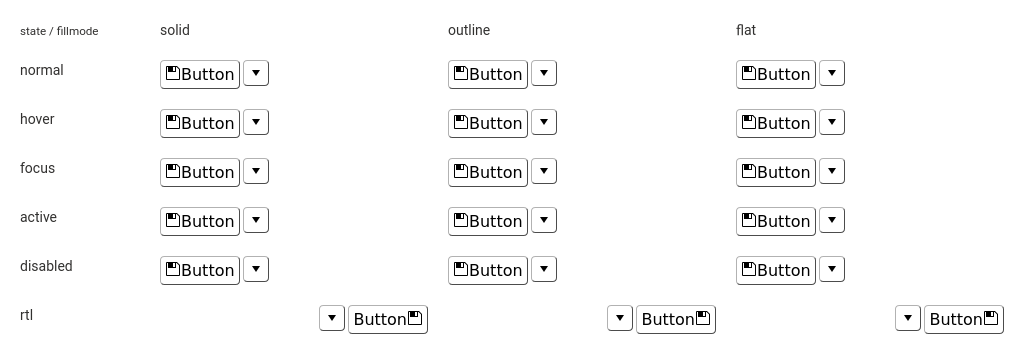 state / fillmode solid outline flat
normal Button Button Button
hover Button Button Button
focus Button Button Button
active Button Button Button
disabled Button Button Button
rtl Button Button Button